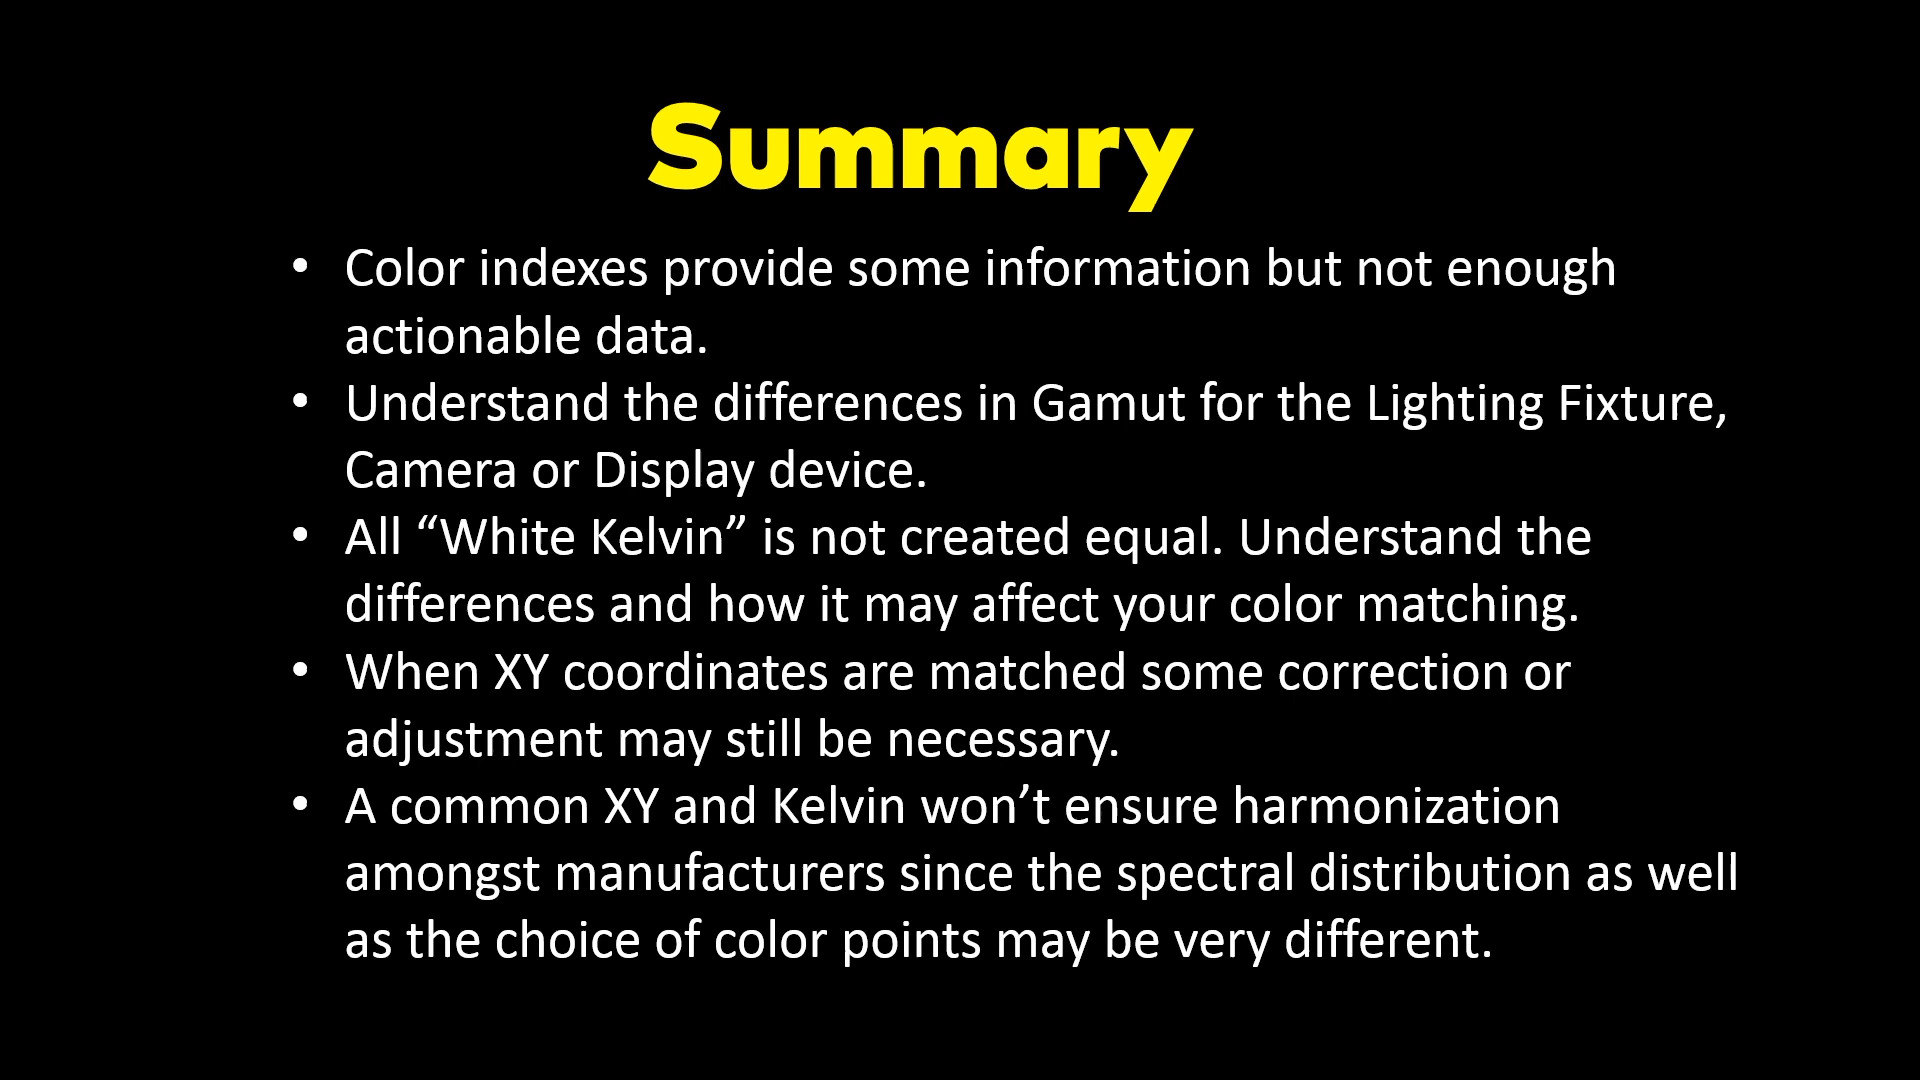 Summary
• Color indexes provide some information but not enough
actionable data.
• Understand the differences in Gamut for the Lighting Fixture,
Camera or Display device.
• All “White Kelvin” is not created equal. Understand the
differences and how it may affect your color matching.
• When XY coordinates are matched some correction or
adjustment may still be necessary.
• A common XY and Kelvin won’t ensure harmonization
amongst manufacturers since the spectral distribution as well
as the choice of color points may be very different.